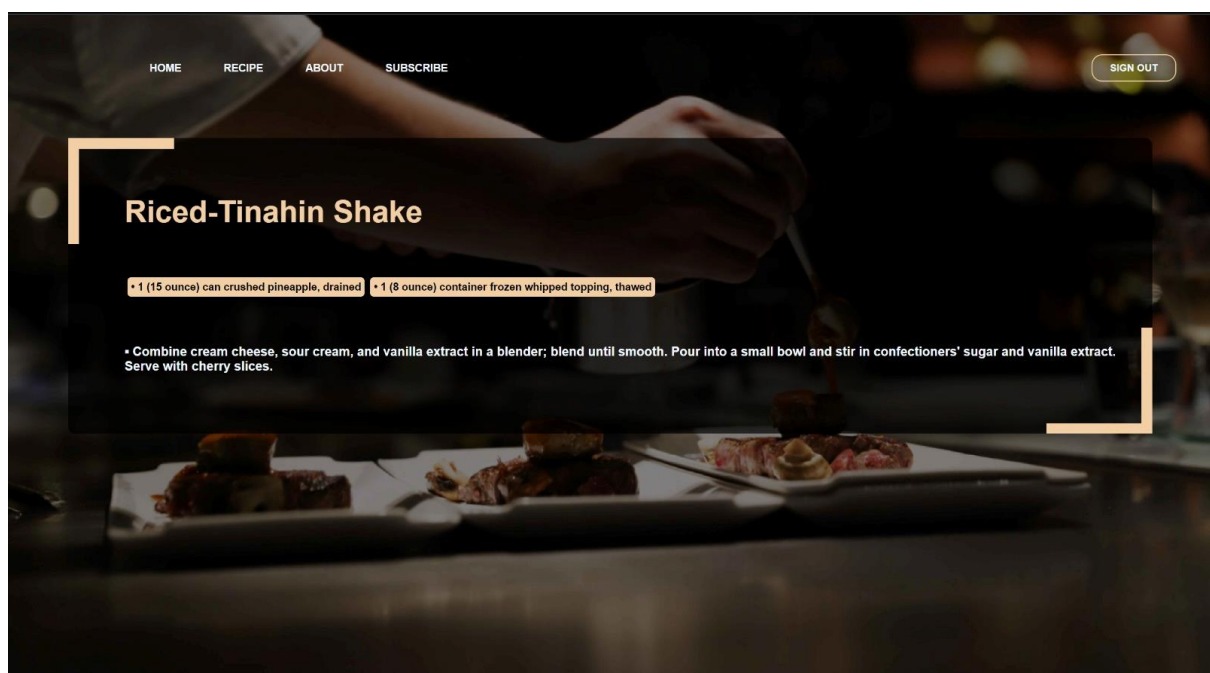 HOME RECIPE ABOUT SUBSCRIBE SIGN OUT
Riced-Tinahin Shake
• 1 (15 ounce) can crushed pineapple, drained • 1 (8 ounce) container frozen whipped topping, thawed
▪ Combine cream cheese, sour cream, and vanilla extract in a blender; blend until smooth. Pour into a small bowl and stir in confectioners' sugar and vanilla extract.
Serve with cherry slices.